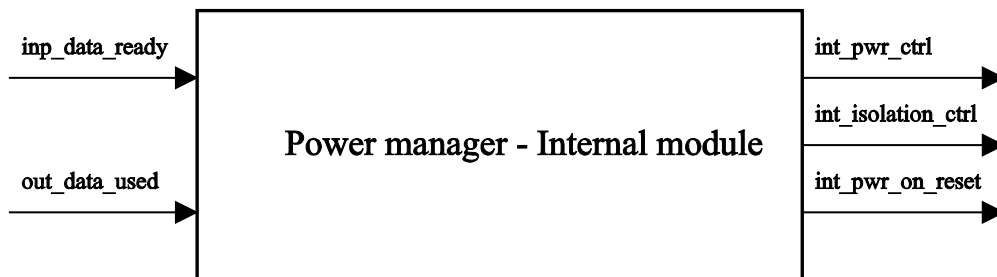 inp_data_ready
int_pwr_ctrl
int_isolation_ctrl
Power manager - Internal module
out_data_used
int_pwr_on_reset